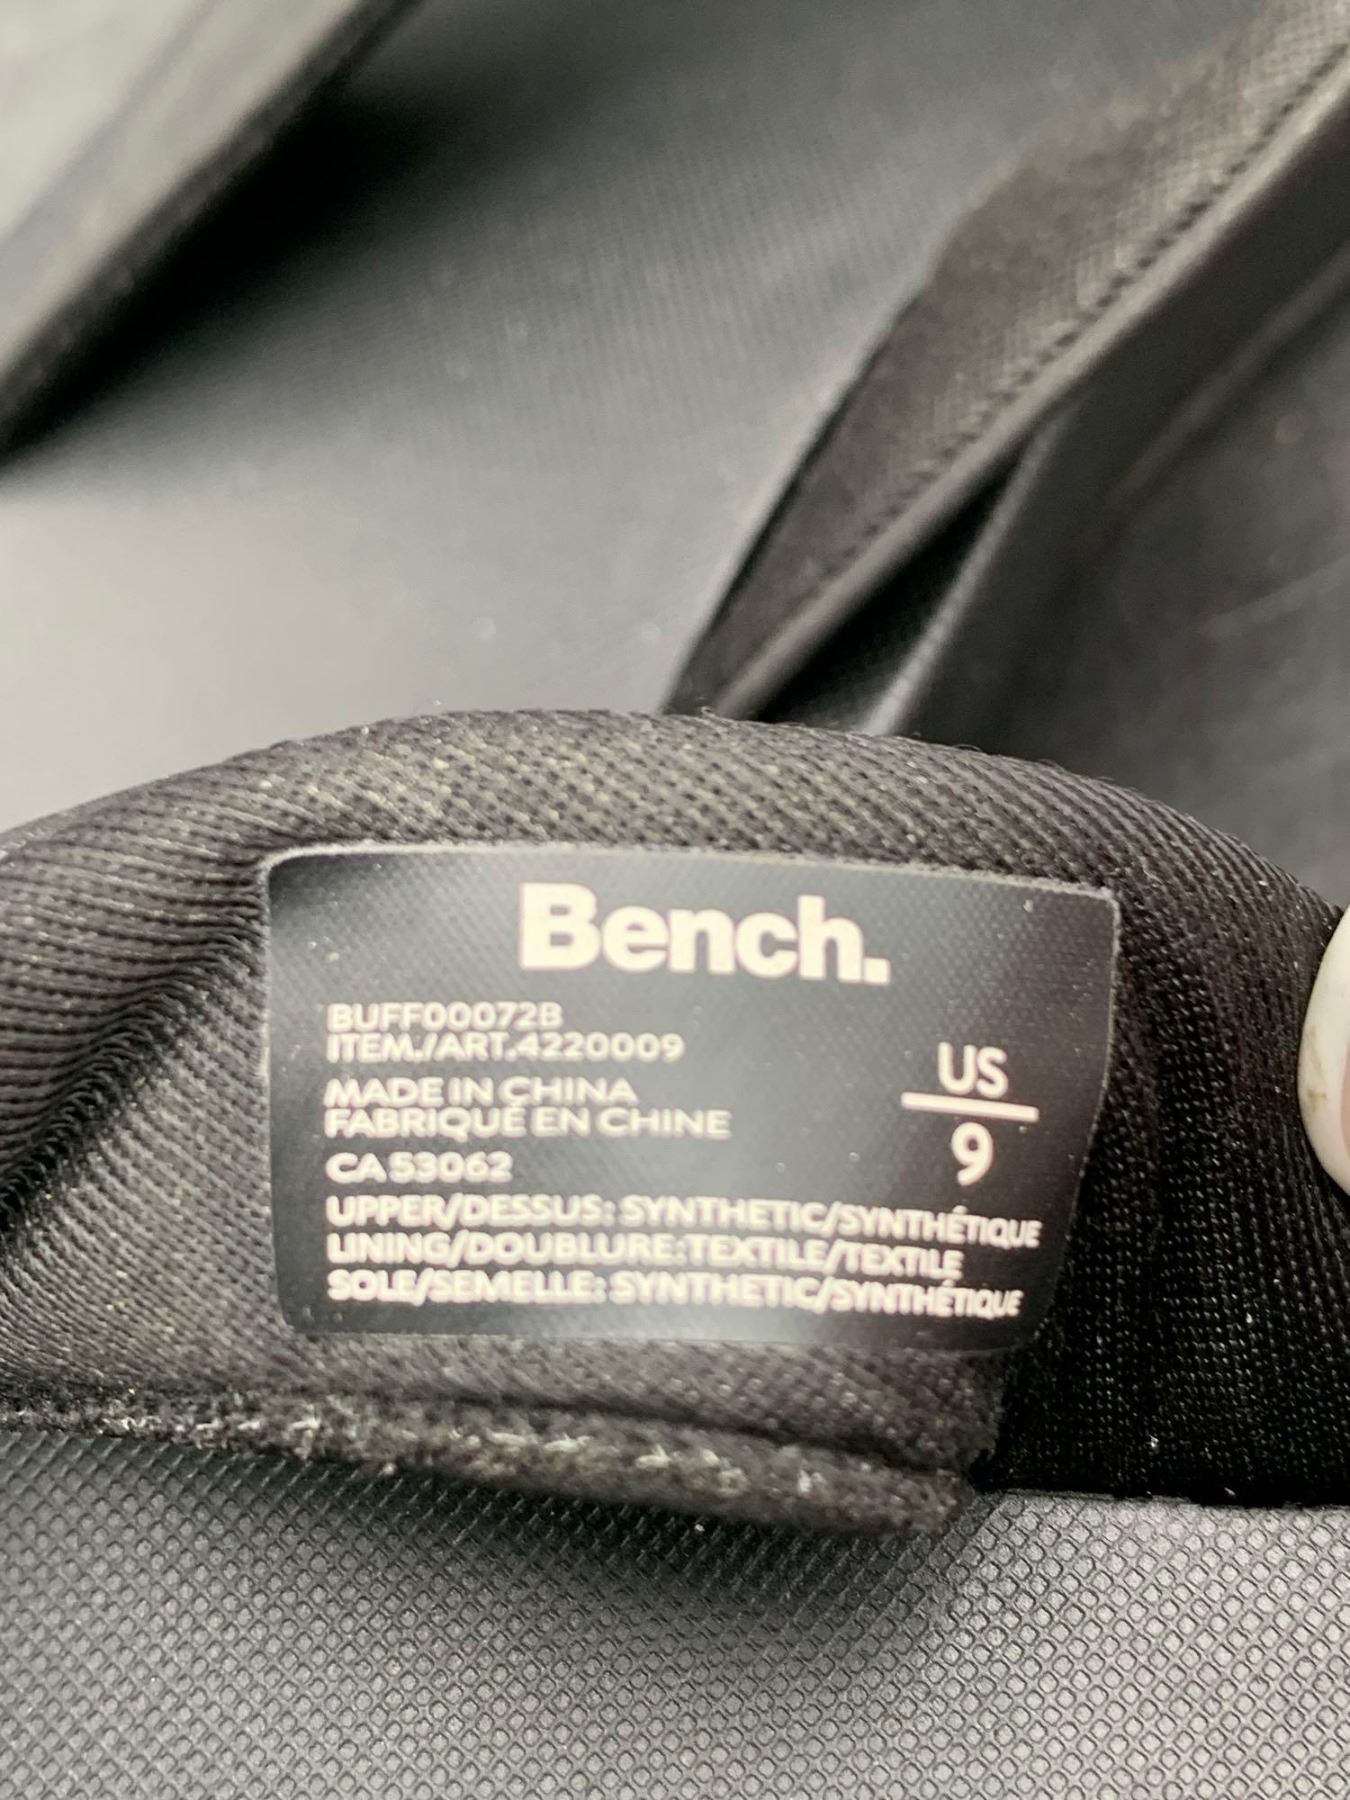 Bench.
BUFF00072B
ITEM./ART.4220009
MADE IN CHINA
FABRIQUÉ EN CHINE
CA 53062
US
9
UPPER/DESSUS: SYNTHETIC/SYNTHÉTIQUE
LINING/DOUBLURE:TEXTILE/TEXTILE
SOLE/SEMELLE: SYNTHETIC/SYNTHÉTIQUE